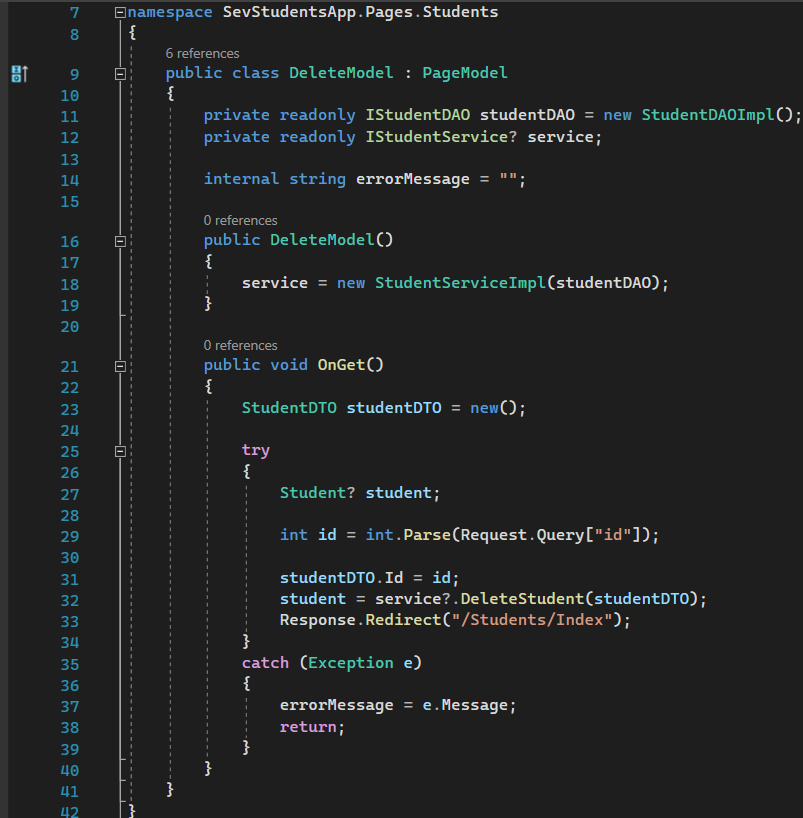 7 namespace SevStudentsApp.Pages.Students
8 {
6 references
9 public class DeleteModel : PageModel
10 {
11 private readonly IStudentDAO studentDAO = new StudentDAOImpl();
12 private readonly IStudentService? service;
13
14 internal string errorMessage = "";
15
0 references
16 public DeleteModel()
17 {
18 service = new StudentServiceImpl(studentDAO);
19 }
20
0 references
21 public void OnGet()
22 {
23 StudentDTO studentDTO = new();
24
25 try
26 {
27 Student? student;
28
29 int id = int.Parse(Request.Query["id"]);
30
31 studentDTO.Id = id;
32 student = service?.DeleteStudent(studentDTO);
33 Response.Redirect("/Students/Index");
34 }
35 catch (Exception e)
36 {
37 errorMessage = e.Message;
38 return;
39 }
40 }
41 }
42 }